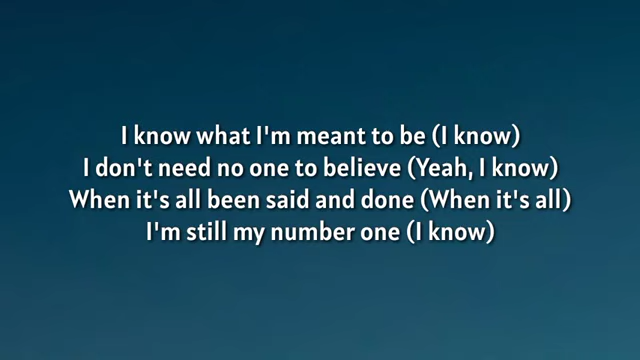 I know what I'm meant to be (I know)
I don't need no one to believe (Yeah, I know)
When it's all been said and done (When it's all)
I'm still my number one (I know)